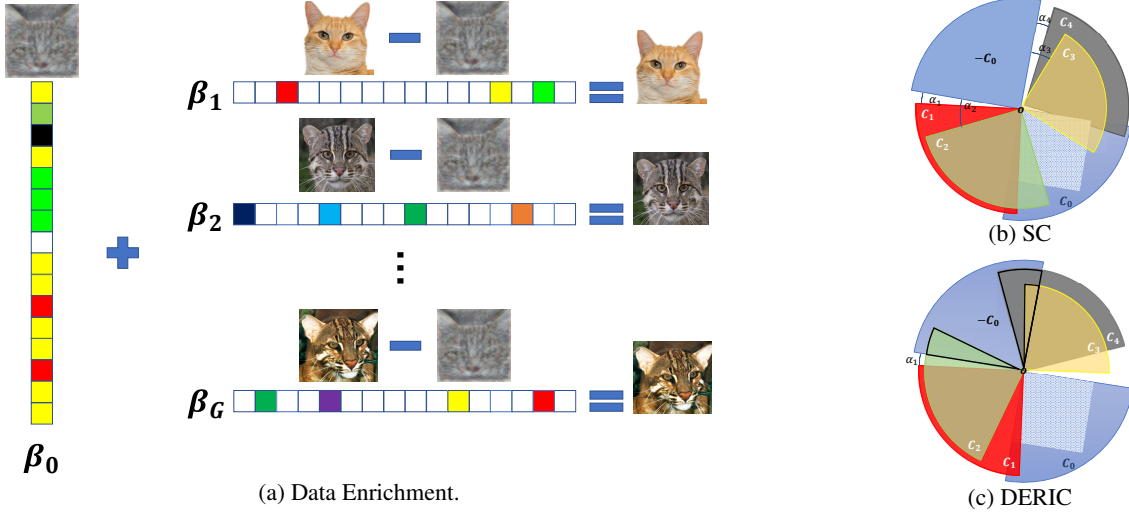 β₁
β₂
β_G
β₀
(a) Data Enrichment.
α₄
C₄
α₃
C₃
−C₀
α₁
C₁
α₂
o
C₂
C₀
(b) SC
−C₀
C₃
C₄
α₁
o
C₂
C₁
C₀
(c) DERIC